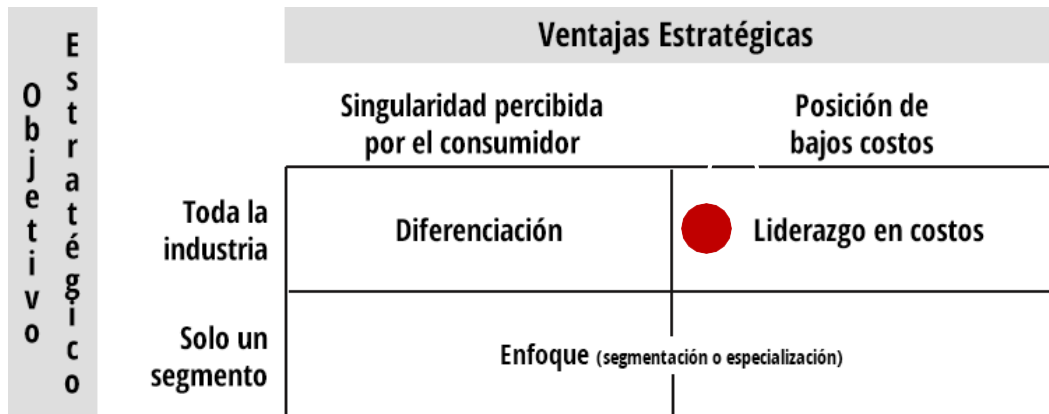 Objetivo
Estratégico
Ventajas Estratégicas
Singularidad percibida
por el consumidor
Posición de
bajos costos
Toda la
industria
Diferenciación
Liderazgo en costos
Solo un
segmento
Enfoque (segmentación o especialización)